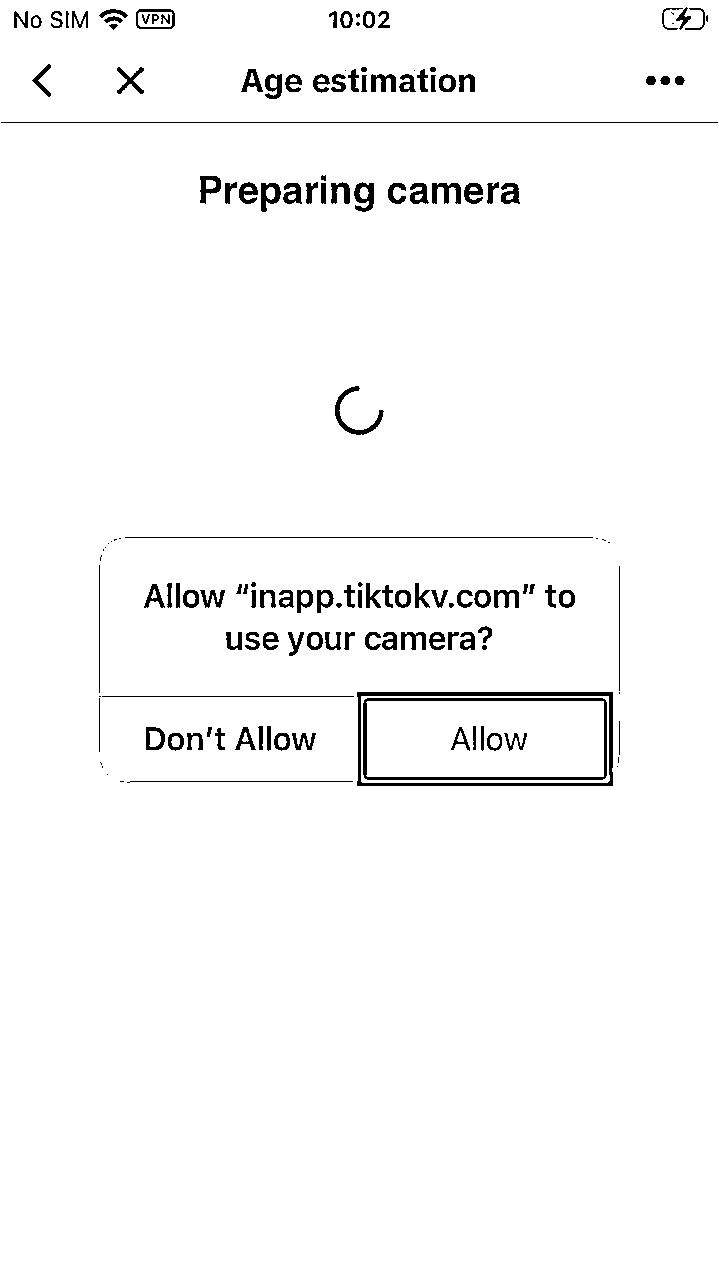 No SIM VPN 10:02
Age estimation
Preparing camera
Allow “inapp.tiktokv.com” to
use your camera?
Don’t Allow Allow